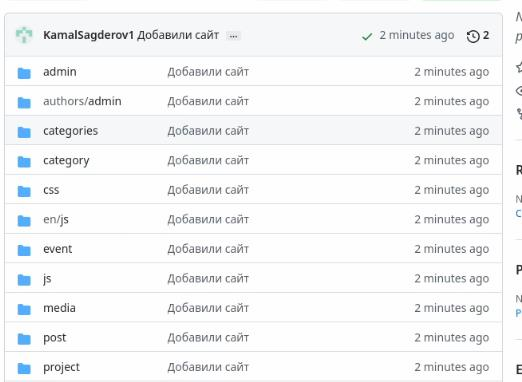 KamalSagderov1 Добавили сайт ... 2 minutes ago 2
admin Добавили сайт 2 minutes ago
authors/admin Добавили сайт 2 minutes ago
categories Добавили сайт 2 minutes ago
category Добавили сайт 2 minutes ago
css Добавили сайт 2 minutes ago
en/js Добавили сайт 2 minutes ago
event Добавили сайт 2 minutes ago
js Добавили сайт 2 minutes ago
media Добавили сайт 2 minutes ago
post Добавили сайт 2 minutes ago
project Добавили сайт 2 minutes ago